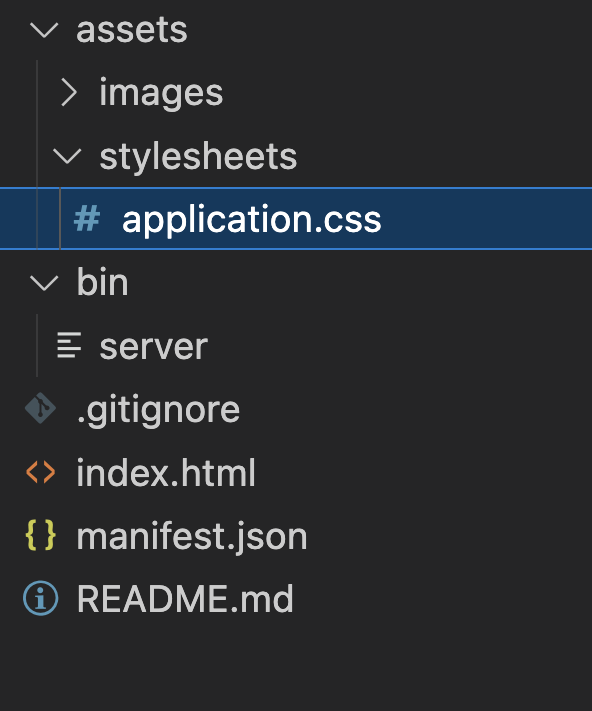 assets
images
stylesheets
# application.css
bin
server
.gitignore
index.html
manifest.json
README.md